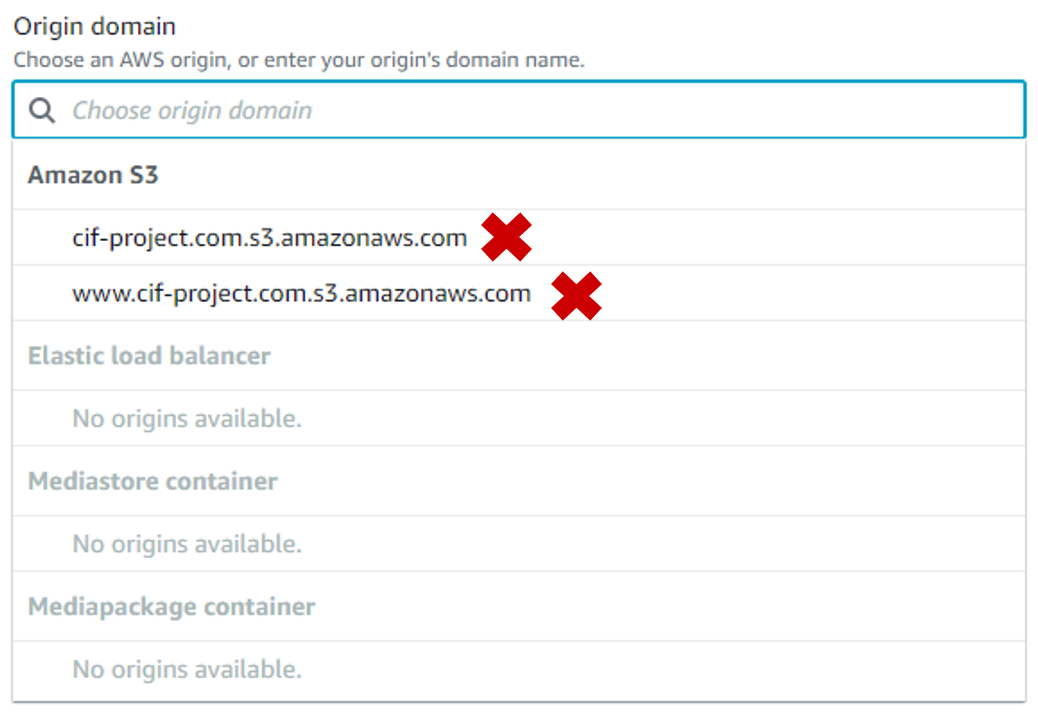 Origin domain
Choose an AWS origin, or enter your origin's domain name.
Choose origin domain
Amazon S3
cif-project.com.s3.amazonaws.com
www.cif-project.com.s3.amazonaws.com
Elastic load balancer
No origins available.
Mediastore container
No origins available.
Mediapackage container
No origins available.